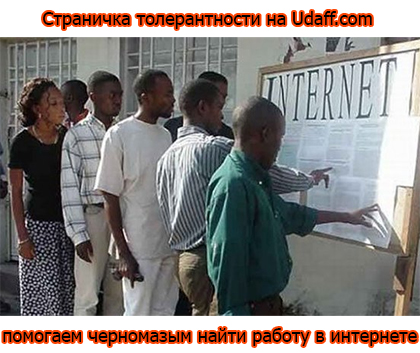 Страничка толерантности на Udaff.com
INTERNET
помогаем черномазым найти работу в интернете